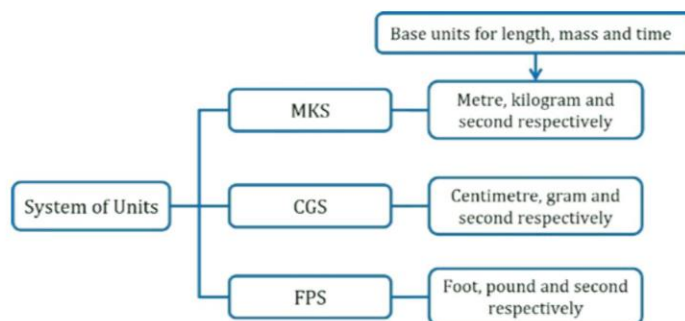 Base units for length, mass and time
MKS
Metre, kilogram and
second respectively
System of Units
CGS
Centimetre, gram and
second respectively
FPS
Foot, pound and second
respectively